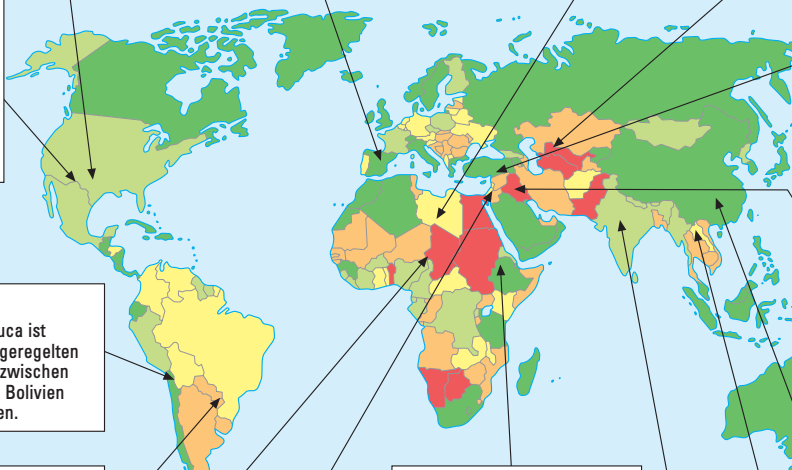 uca ist
geregelten
zwischen
Bolivien
en.